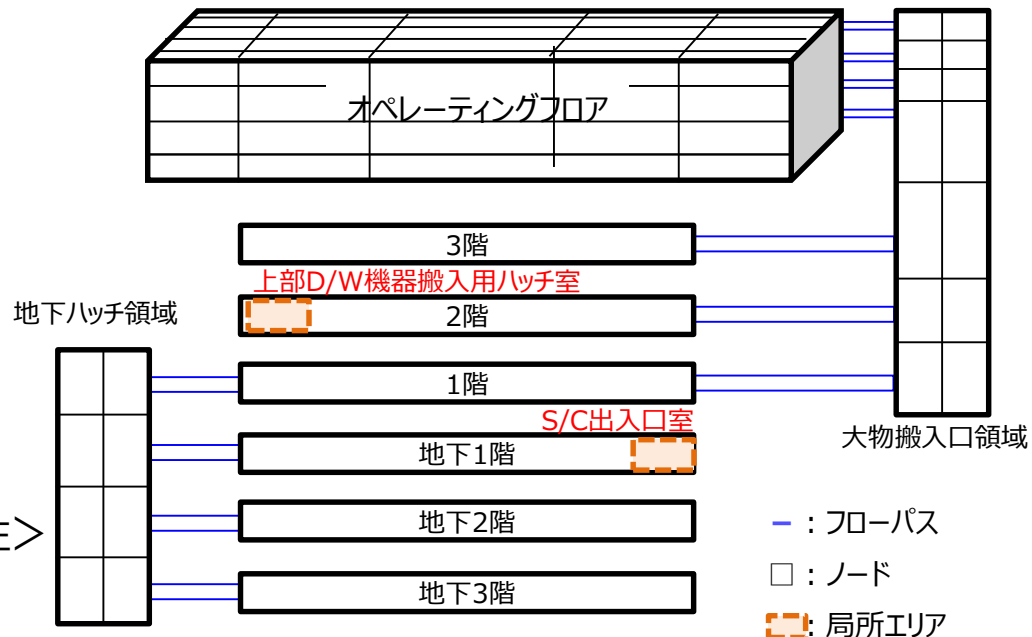 オペレーティングフロア
3階
上部D/W機器搬入用ハッチ室
地下ハッチ領域
2階
1階
S/C出入口室
大物搬入口領域
地下1階
地下2階
：フローパス
＞
□：ノード
地下3階
：局所エリア